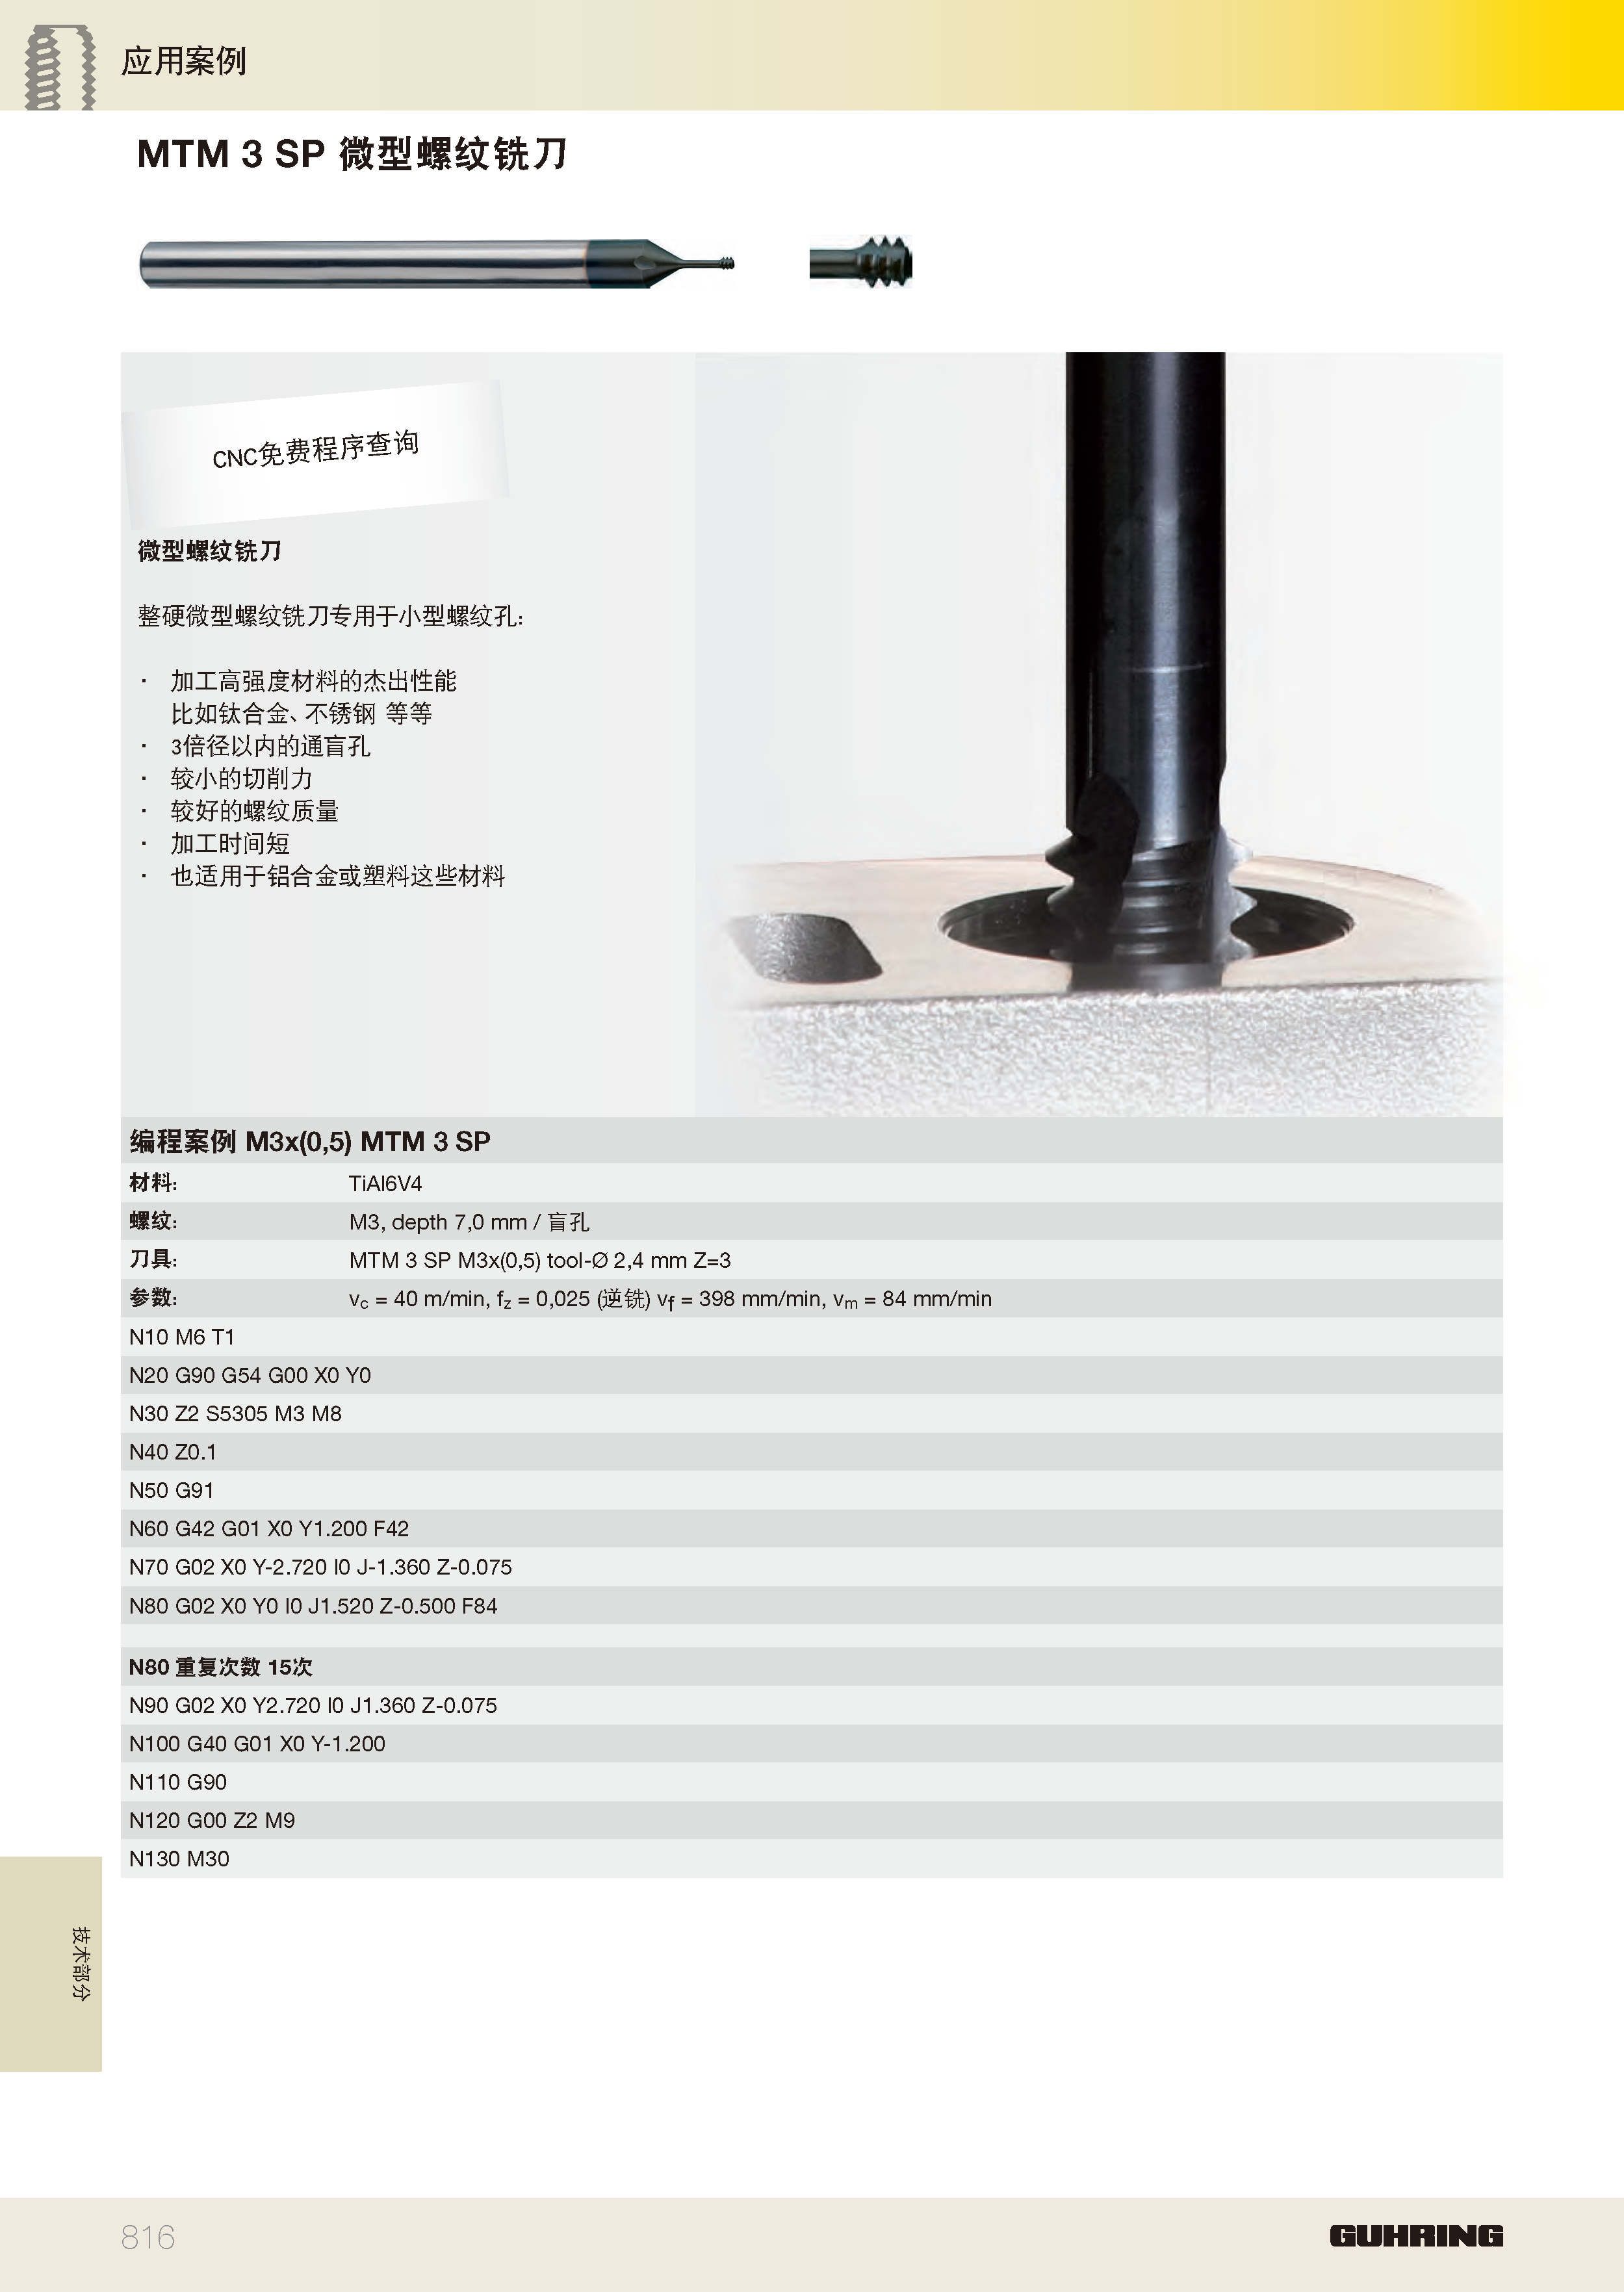 应用案例
MTM 3 SP 微型螺纹铣刀
CNC免费程序查询
微型螺纹铣刀
整硬微型螺纹铣刀专用于小型螺纹孔:
· 加工高强度材料的杰出性能
比如钛合金、不锈钢 等等
· 3倍径以内的通盲孔
· 较小的切削力
· 较好的螺纹质量
· 加工时间短
· 也适用于铝合金或塑料这些材料
编程案例 M3x(0,5) MTM 3 SP
材料: TiAl6V4
螺纹: M3, depth 7,0 mm / 盲孔
刀具: MTM 3 SP M3x(0,5) tool-Ø 2,4 mm Z=3
参数: vc = 40 m/min, fz = 0,025 (逆铣) vf = 398 mm/min, vm = 84 mm/min
N10 M6 T1
N20 G90 G54 G00 X0 Y0
N30 Z2 S5305 M3 M8
N40 Z0.1
N50 G91
N60 G42 G01 X0 Y1.200 F42
N70 G02 X0 Y-2.720 I0 J-1.360 Z-0.075
N80 G02 X0 Y0 I0 J1.520 Z-0.500 F84
N80 重复次数 15次
N90 G02 X0 Y2.720 I0 J1.360 Z-0.075
N100 G40 G01 X0 Y-1.200
N110 G90
N120 G00 Z2 M9
N130 M30
技术部分
816
GUHRING